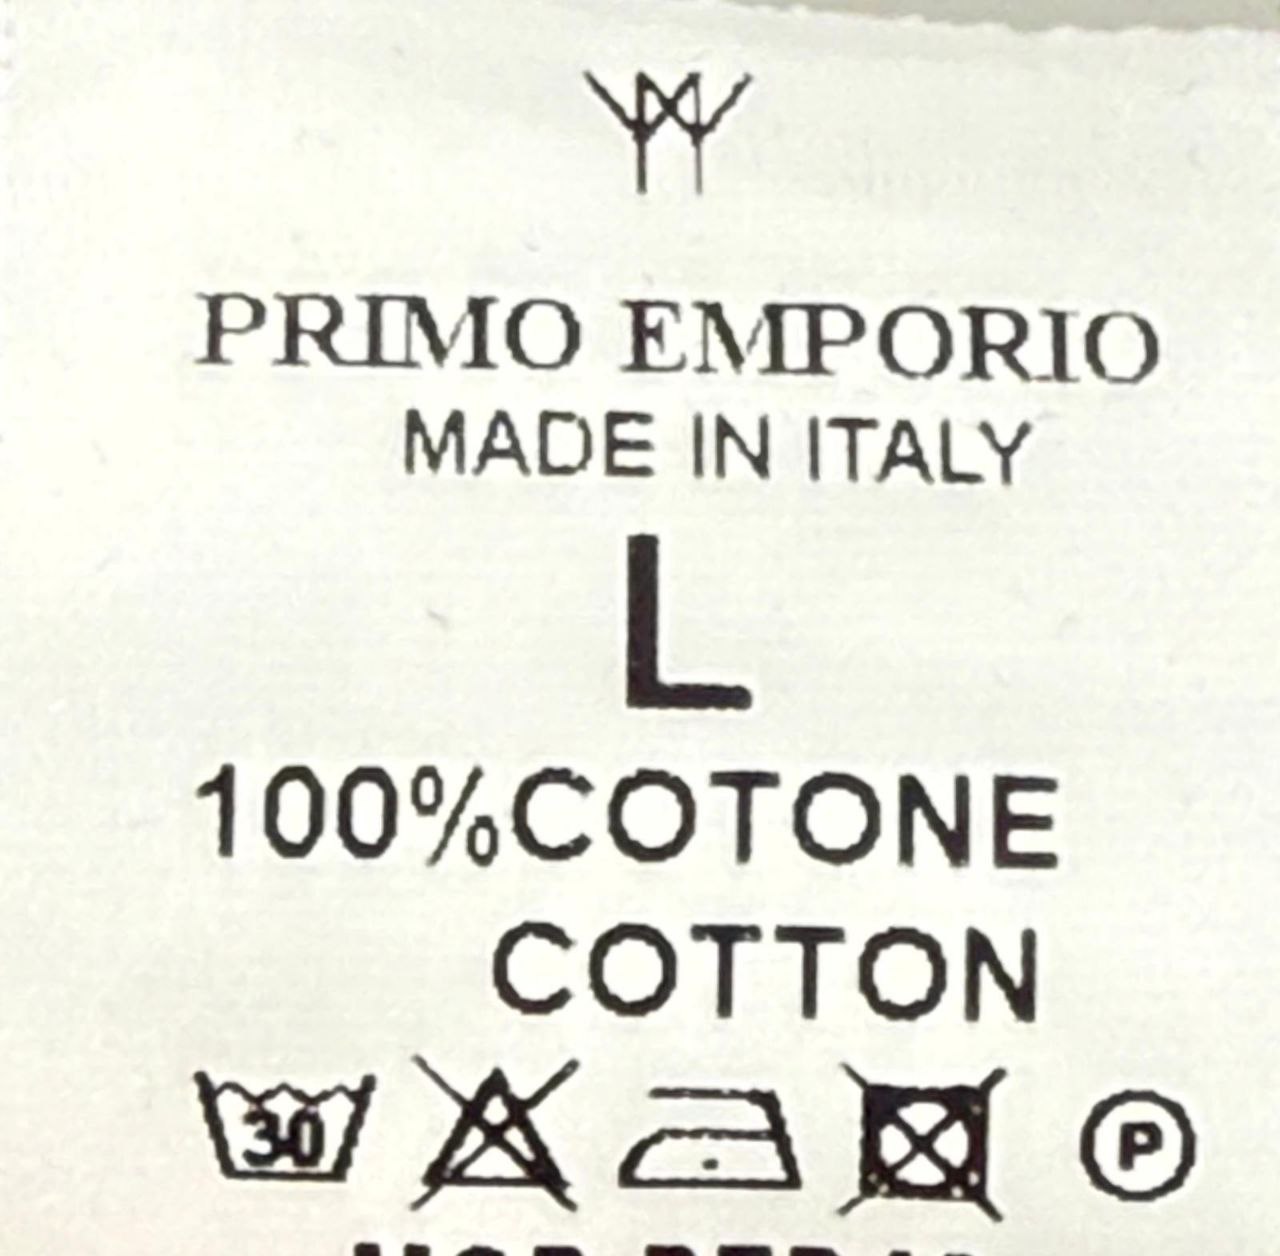 PRIMO EMPORIO
MADE IN ITALY
L
100%COTONE
COTTON
30
P